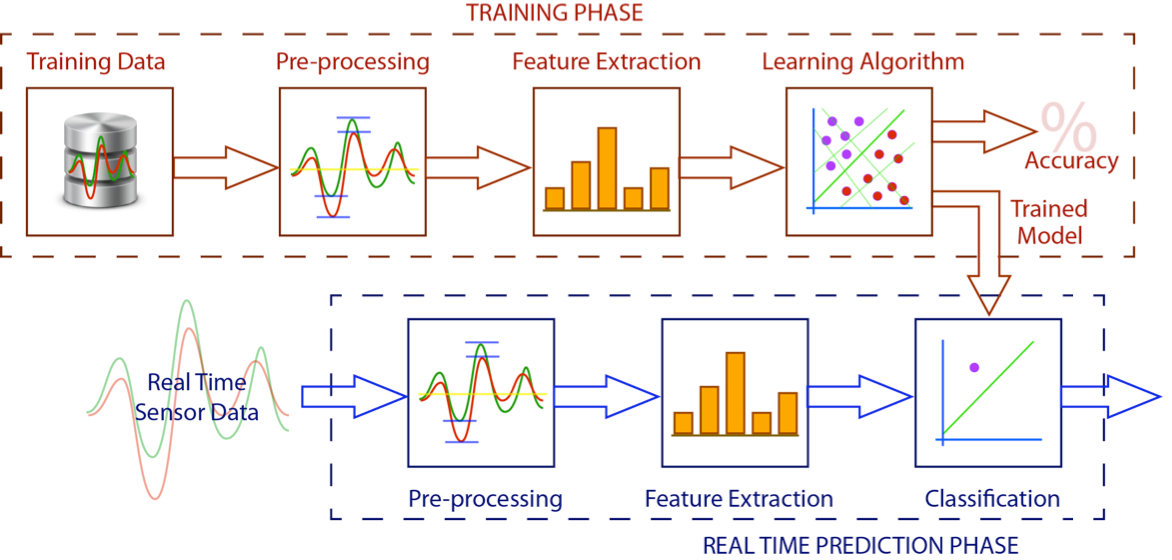 TRAINING PHASE
Training Data
Pre-processing
Feature Extraction
Learning Algorithm
%
Accuracy
Trained
Model
Real Time
Sensor Data
Pre-processing
Feature Extraction
Classification
REAL TIME PREDICTION PHASE